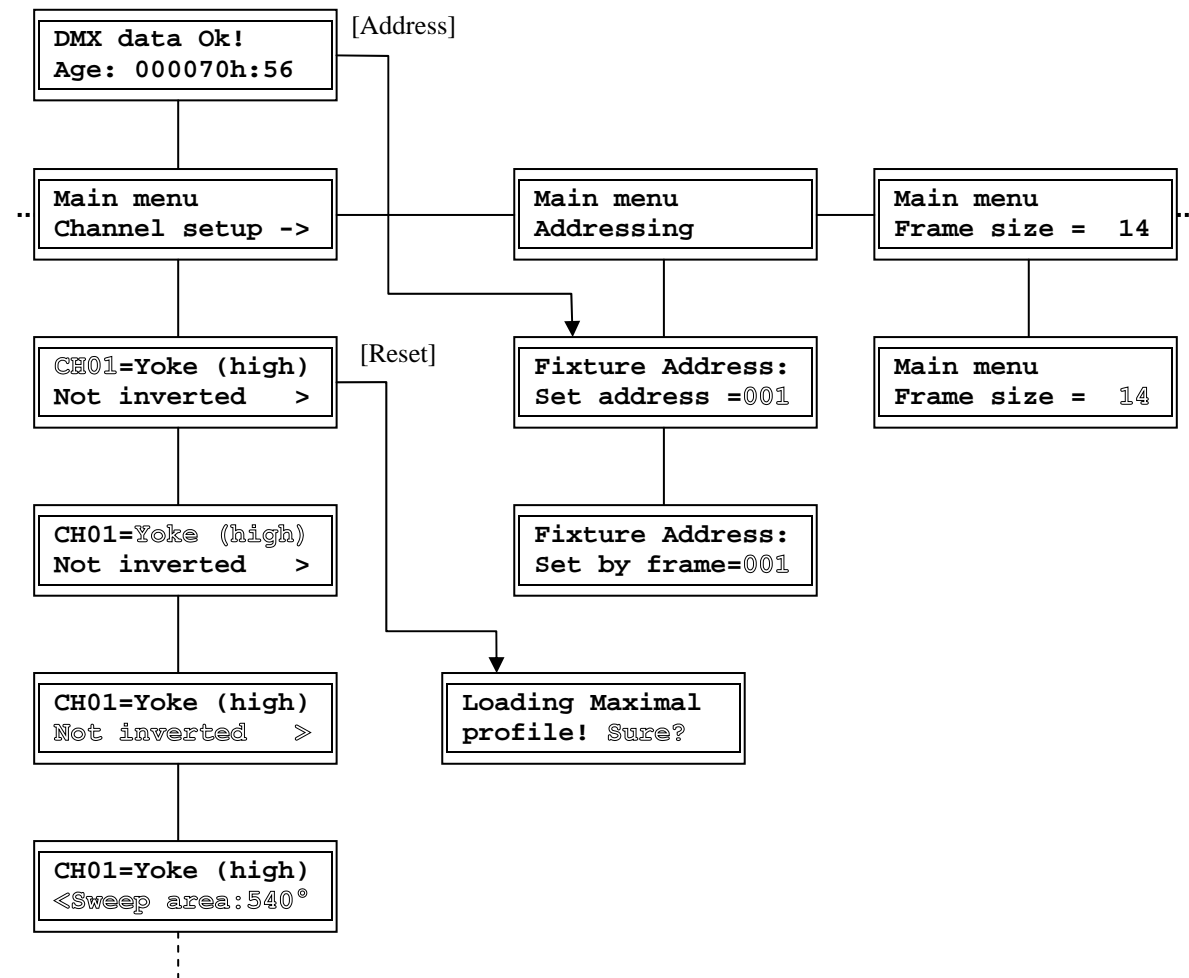 DMX data Ok!
Age: 000070h:56
[Address]
Main menu
Channel setup ->
Main menu
Addressing
Main menu
Frame size =  14
..
..
CH01=Yoke (high)
Not inverted   >
[Reset]
Fixture Address:
Set address =001
Main menu
Frame size =  14
CH01=Yoke (high)
Not inverted   >
Fixture Address:
Set by frame=001
CH01=Yoke (high)
Not inverted   >
Loading Maximal
profile! Sure?
CH01=Yoke (high)
<Sweep area:540°